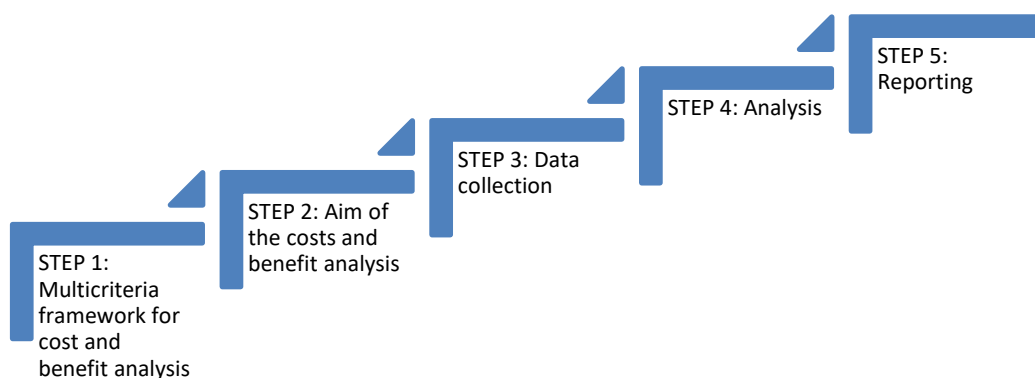 STEP 1:
Multicriteria
framework for
cost and
benefit analysis
STEP 2: Aim of
the costs and
benefit analysis
STEP 3: Data
collection
STEP 4: Analysis
STEP 5:
Reporting